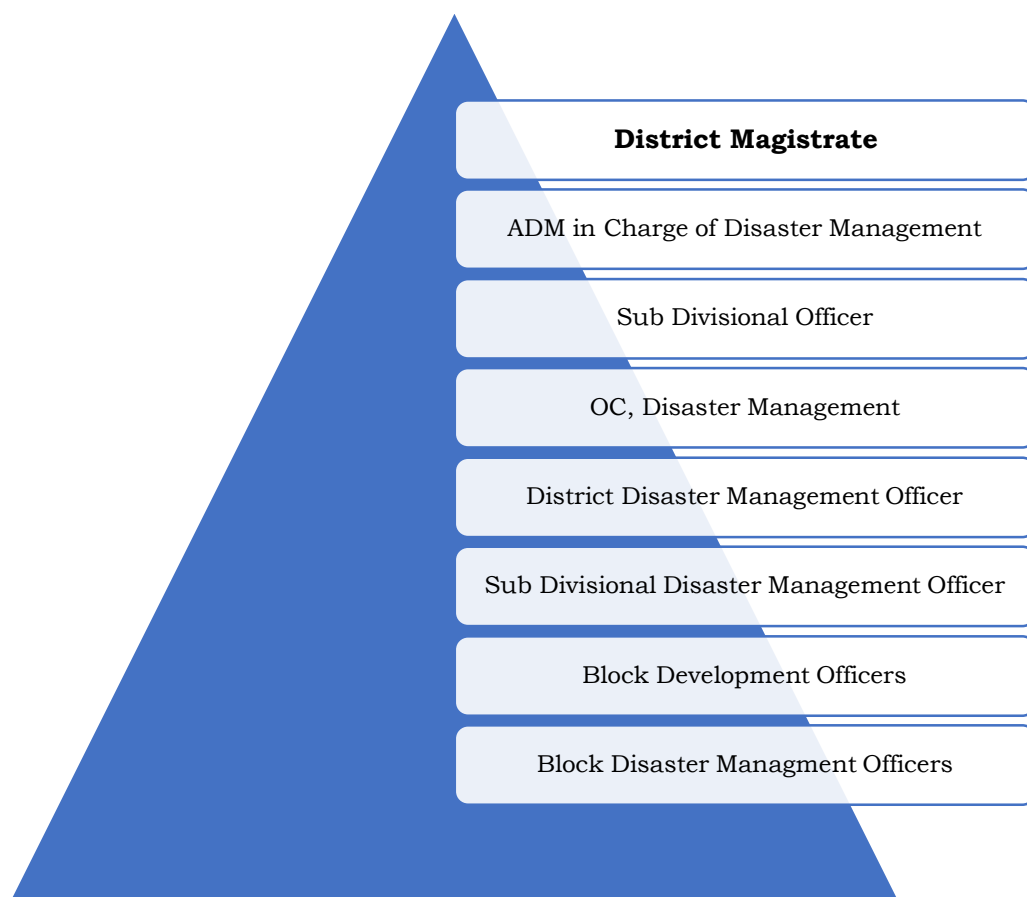 District Magistrate
ADM in Charge of Disaster Management
Sub Divisional Officer
OC, Disaster Management
District Disaster Management Officer
Sub Divisional Disaster Management Officer
Block Development Officers
Block Disaster Managment Officers